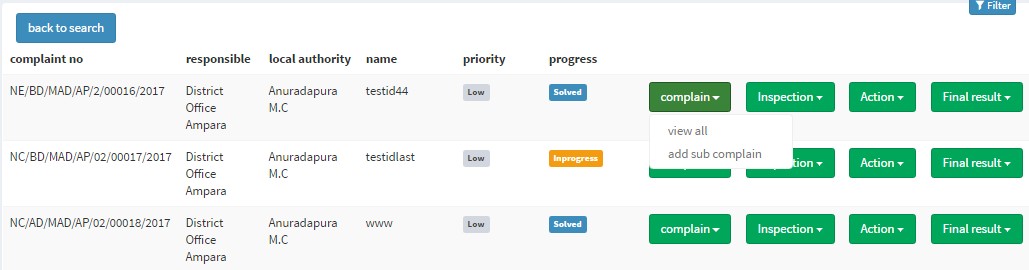 Filter
back to search
complaint no responsible local authority name priority progress
NE/BD/MAD/AP/2/00016/2017 District Office Ampara Anuradapura M.C testid44 Low Solved complain Inspection Action Final result
view all
add sub complain
NC/BD/MAD/AP/02/00017/2017 District Office Ampara Anuradapura M.C testidlast Low Inprogress Action Final result
NC/AD/MAD/AP/02/00018/2017 District Office Ampara Anuradapura M.C www Low Solved complain Inspection Action Final result